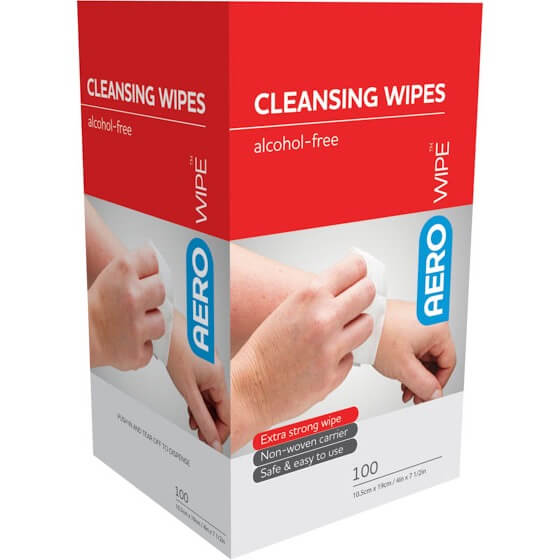 CLEANSING WIPES
alcohol-free
AERO WIPE™
PUSH IN AND TEAR OFF TO DISPENSE
100
10.5cm x 19cm / 4in x 7 1/2in
CLEANSING WIPES
alcohol-free
AERO WIPE™
Extra strong wipe
Non-woven carrier
Safe & easy to use
100
10.5cm x 19cm / 4in x 7 1/2in